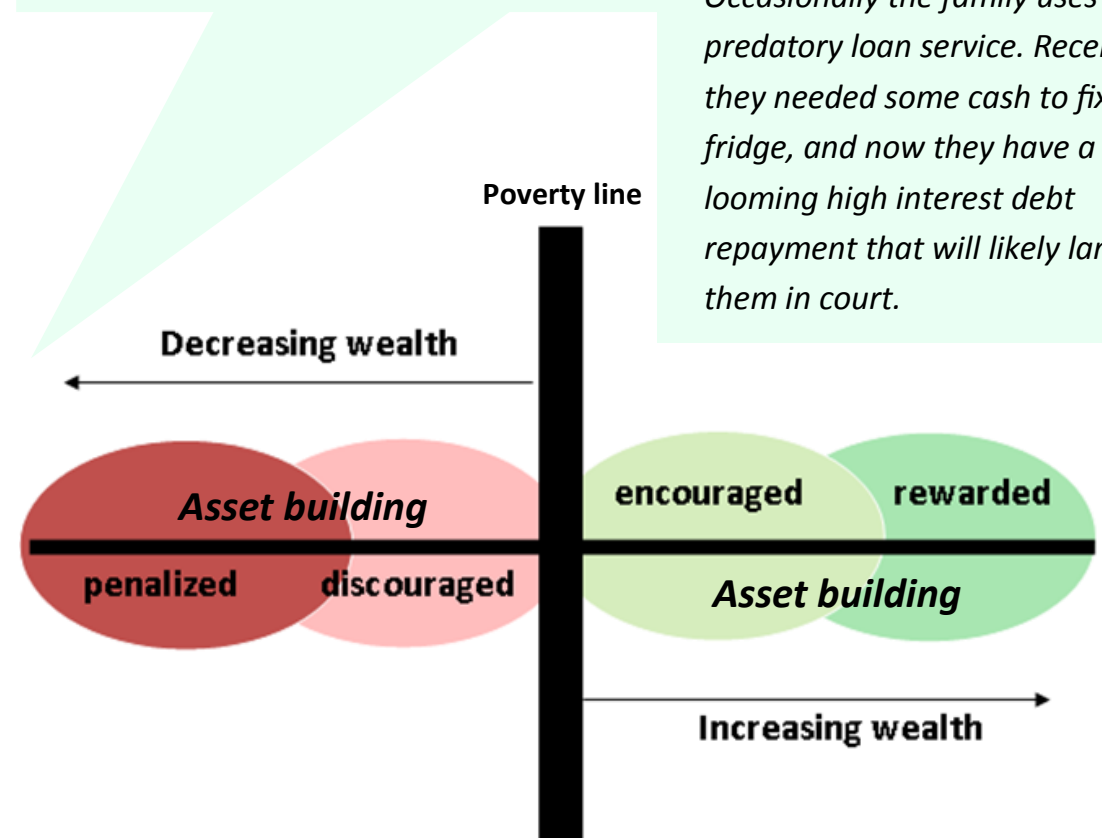 Occasionally the family uses
predatory loan service.
they needed some cash to
fridge, and now they have a
looming high interest debt
repayment that will likely
them in court.
Poverty line
Decreasing wealth
Asset building
penalized discouraged
encouraged rewarded
Asset building
Increasing wealth